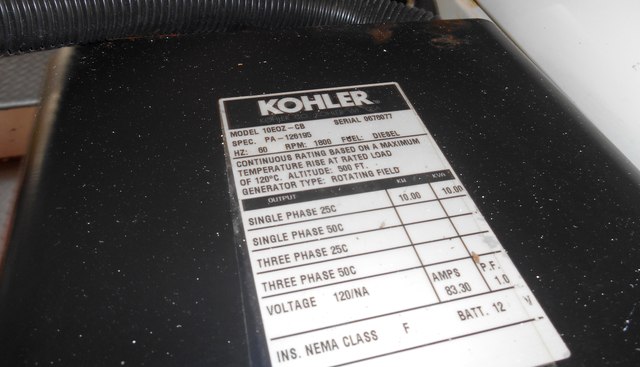 KOHLER
MODEL 10EOZ-CB SERIAL 0678077
SPEC. PA-126195
HZ: 60 RPM: 1800 FUEL: DIESEL
CONTINUOUS RATING BASED ON A MAXIMUM
TEMPERATURE RISE AT RATED LOAD
OF 120ºC. ALTITUDE: 500 FT.
GENERATOR TYPE: ROTATING FIELD
OUTPUT KW KVA
SINGLE PHASE 25C 10.00 10.00
SINGLE PHASE 50C
THREE PHASE 25C
THREE PHASE 50C
VOLTAGE 120/NA AMPS 83.30 P.F. 1.0
INS. NEMA CLASS F BATT. 12 V